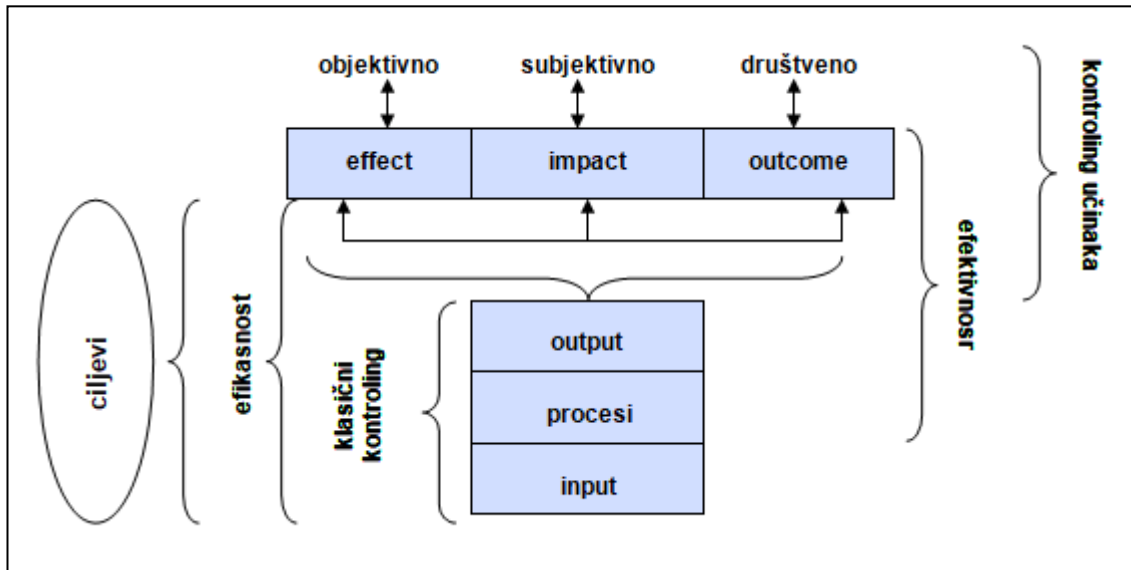 objektivno subjektivno društveno
effect impact outcome
kontroling učinaka
efektivnosr
ciljevi
efikasnost
klasični
kontroling
output
procesi
input